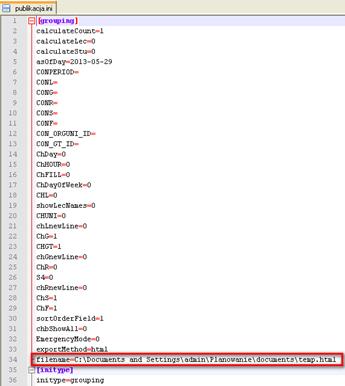 publikacja.ini
1 [grouping]
2 calculateCount=1
3 calculateLec=0
4 calculateStu=0
5 asOfDay=2013-05-29
6 CONPERIOD=
7 CONL=
8 CONG=
9 CONR=
10 CONS=
11 CONF=
12 CON_ORGUNI_ID=
13 CON_GT_ID=
14 ChDay=0
15 ChHOUR=0
16 ChFILL=0
17 ChDayOfWeek=0
18 CHL=0
19 showLecNames=0
20 CHUNI=0
21 chLnewLine=0
22 ChG=1
23 CHGT=1
24 chGnewLine=0
25 ChR=0
26 S4=0
27 chRnewLine=0
28 ChS=1
29 ChF=1
30 sortOrderField=1
31 chbShowAll=0
32 EmergencyMode=0
33 exportMethod=html
34 filename=C:\Documents and Settings\admin\Planowanie\documents\temp.html
35 [initype]
36 initype=grouping